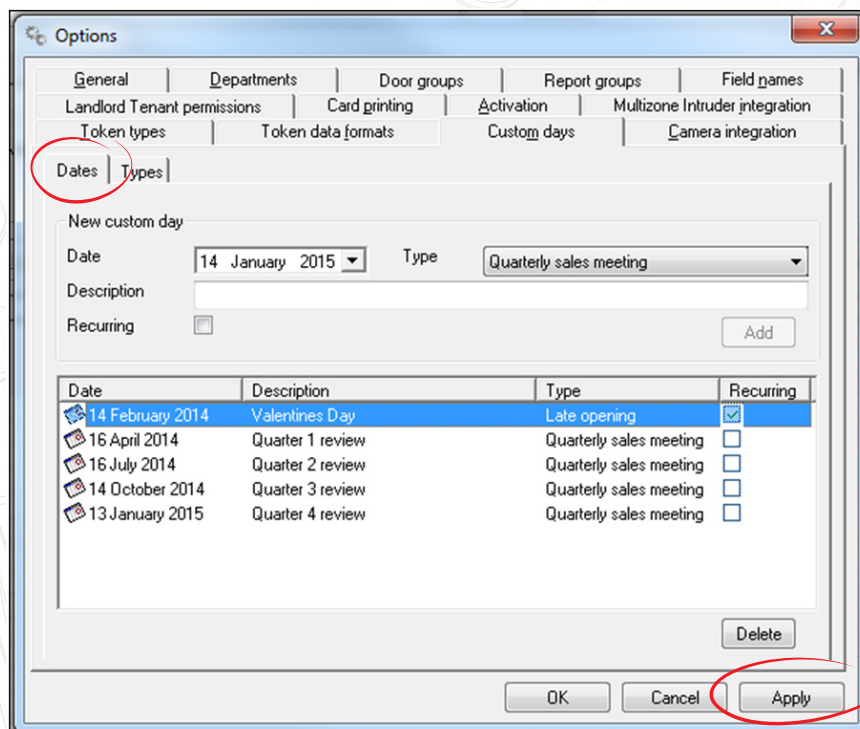 Options
General Departments Door groups Report groups Field names
Landlord Tenant permissions Card printing Activation Multizone Intruder integration
Token types Token data formats Custom days Camera integration
Dates Types
New custom day
Date 14 January 2015 Type Quarterly sales meeting
Description
Recurring Add
Date Description Type Recurring
14 February 2014 Valentines Day Late opening
16 April 2014 Quarter 1 review Quarterly sales meeting
16 July 2014 Quarter 2 review Quarterly sales meeting
14 October 2014 Quarter 3 review Quarterly sales meeting
13 January 2015 Quarter 4 review Quarterly sales meeting
Delete
OK Cancel Apply